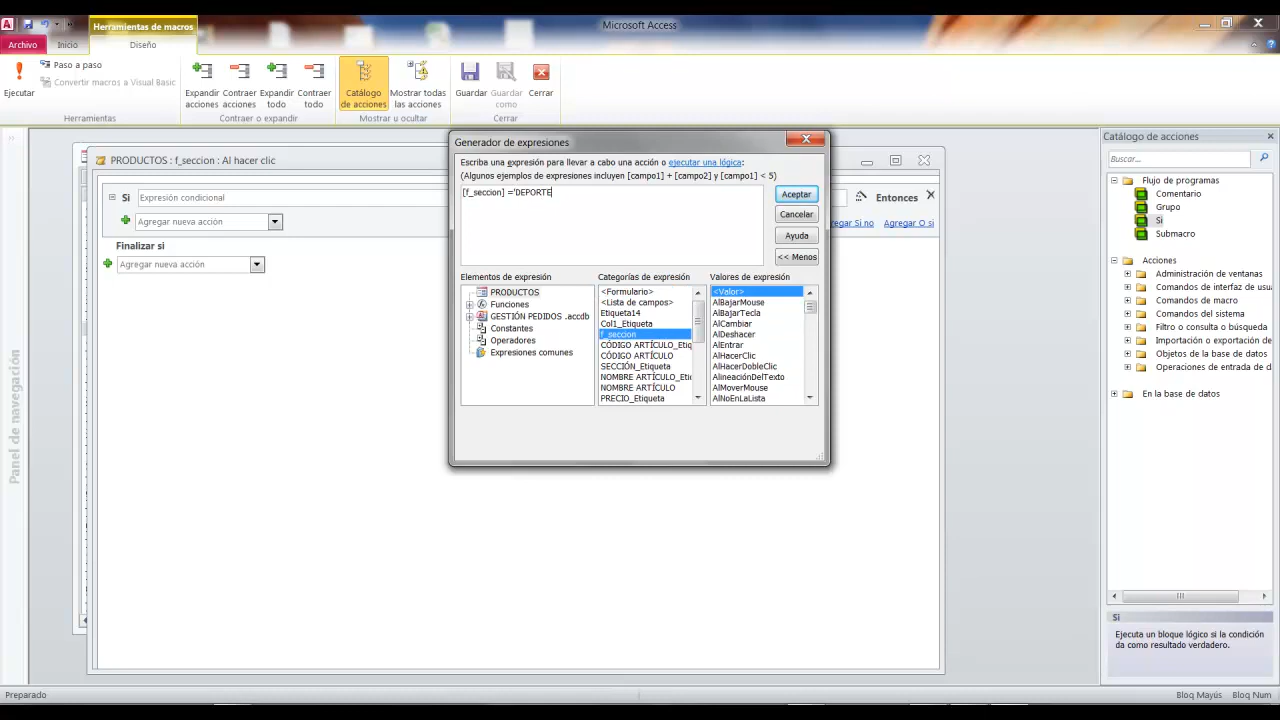 Herramientas de macros
Microsoft Access
Archivo
Inicio
Diseño
Ejecutar
Paso a paso
Convertir macros a Visual Basic
Herramientas
Expandir acciones
Contraer acciones
Expandir todo
Contraer todo
Contraer o expandir
Catálogo de acciones
Mostrar todas las acciones
Mostrar u ocultar
Guardar
Guardar como
Cerrar
Cerrar
Panel de navegación
PRODUCTOS : f_seccion : Al hacer clic
Si
Expresión condicional
Entonces
Agregar nueva acción
regar Si no
Agregar O si
Finalizar si
Agregar nueva acción
Generador de expresiones
Escriba una expresión para llevar a cabo una acción o ejecutar una lógica:
(Algunos ejemplos de expresiones incluyen [campo1] + [campo2] y [campo1] < 5)
[f_seccion] ='DEPORTE
Aceptar
Cancelar
Ayuda
<< Menos
Elementos de expresión
PRODUCTOS
Funciones
GESTIÓN PEDIDOS .accdb
Constantes
Operadores
Expresiones comunes
Categorías de expresión
<Formulario>
<Lista de campos>
Etiqueta14
Col1_Etiqueta
f_seccion
CÓDIGO ARTÍCULO_Etiq
CÓDIGO ARTÍCULO
SECCIÓN_Etiqueta
NOMBRE ARTÍCULO_Etiq
NOMBRE ARTÍCULO
PRECIO_Etiqueta
Valores de expresión
<Valor>
AlBajarMouse
AlBajarTecla
AlCambiar
AlDeshacer
AlEntrar
AlHacerClic
AlHacerDobleClic
AlineaciónDelTexto
AlMoverMouse
AlNoEnLaLista
Catálogo de acciones
Buscar...
Flujo de programas
Comentario
Grupo
Si
Submacro
Acciones
Administración de ventanas
Comandos de interfaz de usu
Comandos de macro
Comandos del sistema
Filtro o consulta o búsqueda
Importación o exportación de
Objetos de la base de datos
Operaciones de entrada de d
En la base de datos
Si
Ejecuta un bloque lógico si la condición
da como resultado verdadero.
Preparado
Bloq Mayús
Bloq Num